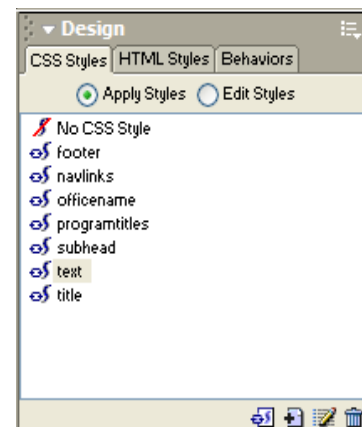 Design
CSS Styles HTML Styles Behaviors
Apply Styles Edit Styles
No CSS Style
footer
navlinks
officename
programtitles
subhead
text
title